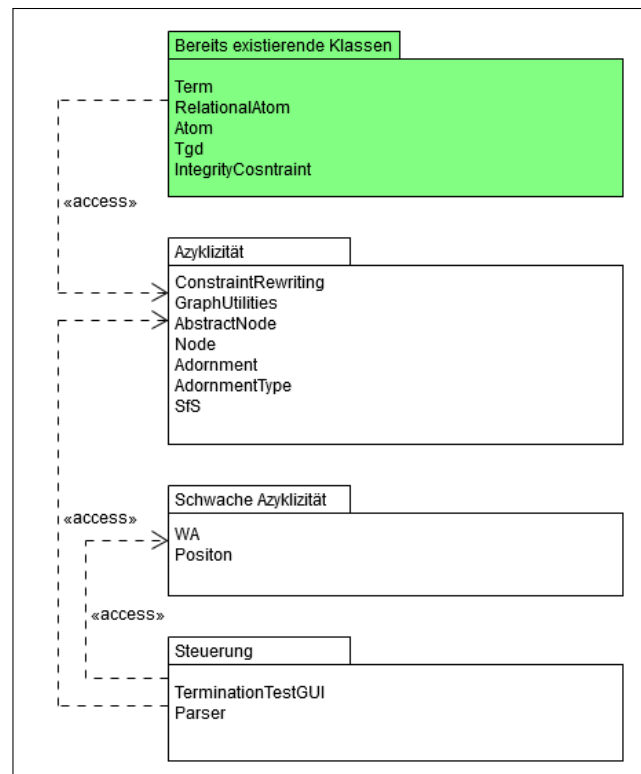 Bereits existierende Klassen
Term
RelationalAtom
Atom
Tgd
IntegrityCosntraint
«access»
Azyklizität
ConstraintRewriting
GraphUtilities
AbstractNode
Node
Adornment
AdornmentType
SfS
Schwache Azyklizität
«access»
WA
Positon
«access»
Steuerung
TerminationTestGUI
Parser